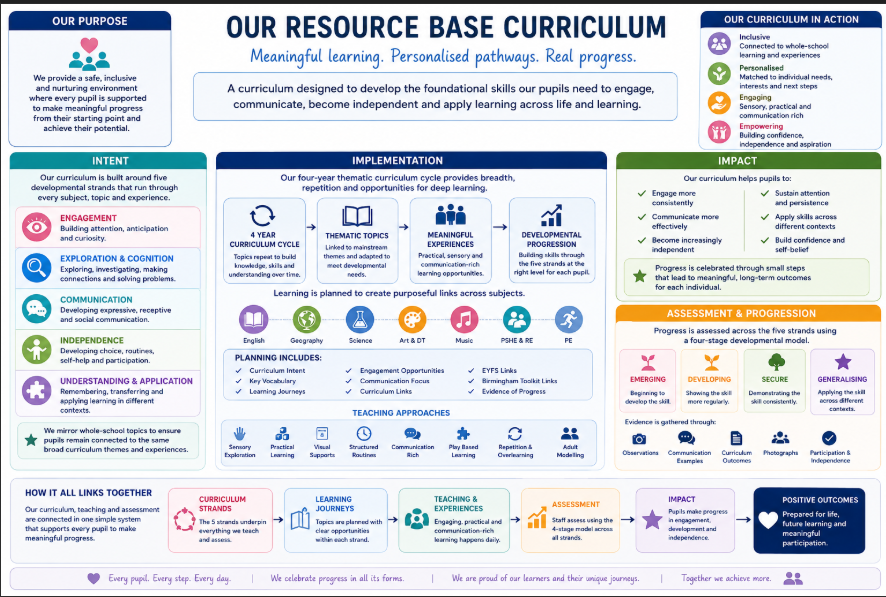 OUR PURPOSE
We provide a safe, inclusive
and nurturing environment
where every pupil is supported
to make meaningful progress
from their starting point and
achieve their potential.
OUR RESOURCE BASE CURRICULUM
Meaningful learning. Personalised pathways. Real progress.
A curriculum designed to develop the foundational skills our pupils need to engage,
communicate, become independent and apply learning across life and learning.
OUR CURRICULUM IN ACTION
Inclusive
Connected to whole-school
learning and experiences
Personalised
Matched to individual needs,
interests and next steps
Engaging
Sensory, practical and
communication rich
Empowering
Building confidence,
independence and aspiration
INTENT
Our curriculum is built around five
developmental strands that run through
every subject, topic and experience.
ENGAGEMENT
Building attention, anticipation
and curiosity.
EXPLORATION & COGNITION
Exploring, investigating, making
connections and solving problems.
COMMUNICATION
Developing expressive, receptive
and social communication.
INDEPENDENCE
Developing choice, routines,
self-help and participation.
UNDERSTANDING & APPLICATION
Remembering, transferring and
applying learning in different
contexts.
We mirror whole-school topics to ensure
pupils remain connected to the same
broad curriculum themes and experiences.
IMPLEMENTATION
Our four-year thematic curriculum cycle provides breadth,
repetition and opportunities for deep learning.
4 YEAR
CURRICULUM CYCLE
Topics repeat to build
knowledge, skills and
understanding over time.
THEMATIC TOPICS
Linked to mainstream
themes and adapted to
meet developmental
needs.
MEANINGFUL
EXPERIENCES
Practical, sensory and
communication-rich
learning opportunities.
DEVELOPMENTAL
PROGRESSION
Building skills through
the five strands at the
right level for each pupil.
Learning is planned to create purposeful links across subjects.
English
Geography
Science
Art & DT
Music
PSHE & RE
PE
PLANNING INCLUDES:
Curriculum Intent
Engagement Opportunities
EYFS Links
Key Vocabulary
Communication Focus
Birmingham Toolkit Links
Learning Journeys
Curriculum Links
Evidence of Progress
TEACHING APPROACHES
Sensory
Exploration
Practical
Learning
Visual
Supports
Structured
Routines
Communication
Rich
Play Based
Learning
Repetition &
Overlearning
Adult
Modelling
IMPACT
Our curriculum helps pupils to:
Engage more
consistently
Sustain attention
and persistence
Communicate more
effectively
Apply skills across
different contexts
Become increasingly
independent
Build confidence and
self-belief
Progress is celebrated through small steps
that lead to meaningful, long-term outcomes
for each individual.
ASSESSMENT & PROGRESSION
Progress is assessed across the five strands using
a four-stage developmental model.
EMERGING
Beginning to
develop the skill.
DEVELOPING
Showing the skill
more regularly.
SECURE
Demonstrating the
skill consistently.
GENERALISING
Applying the skill
across different
contexts.
Evidence is gathered through:
Observations
Communication
Examples
Curriculum
Outcomes
Photographs
Participation &
Independence
HOW IT ALL LINKS TOGETHER
Our curriculum, teaching and assessment
are connected in one simple system
that supports every pupil to make
meaningful progress.
CURRICULUM
STRANDS
The 5 strands underpin
everything we teach
and assess.
LEARNING
JOURNEYS
Topics are planned with
clear opportunities
within each strand.
TEACHING &
EXPERIENCES
Engaging, practical and
communication-rich
learning happens daily.
ASSESSMENT
Staff assess using the
4-stage model across
all strands.
IMPACT
Pupils make progress
in engagement,
development and
independence.
POSITIVE OUTCOMES
Prepared for life,
future learning and
meaningful
participation.
Every pupil. Every step. Every day.
We celebrate progress in all its forms.
We are proud of our learners and their unique journeys.
Together we achieve more.